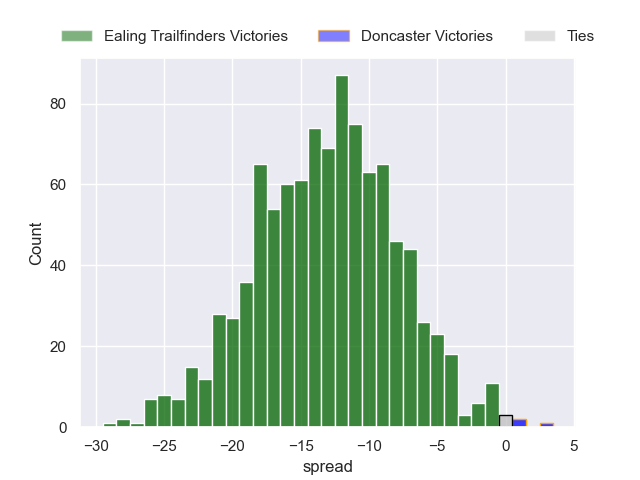 Ealing Trailfinders Victories Doncaster Victories Ties
80
60
40
20
0
Count
−30 −25 −20 −15 −10 −5 0 5
spread